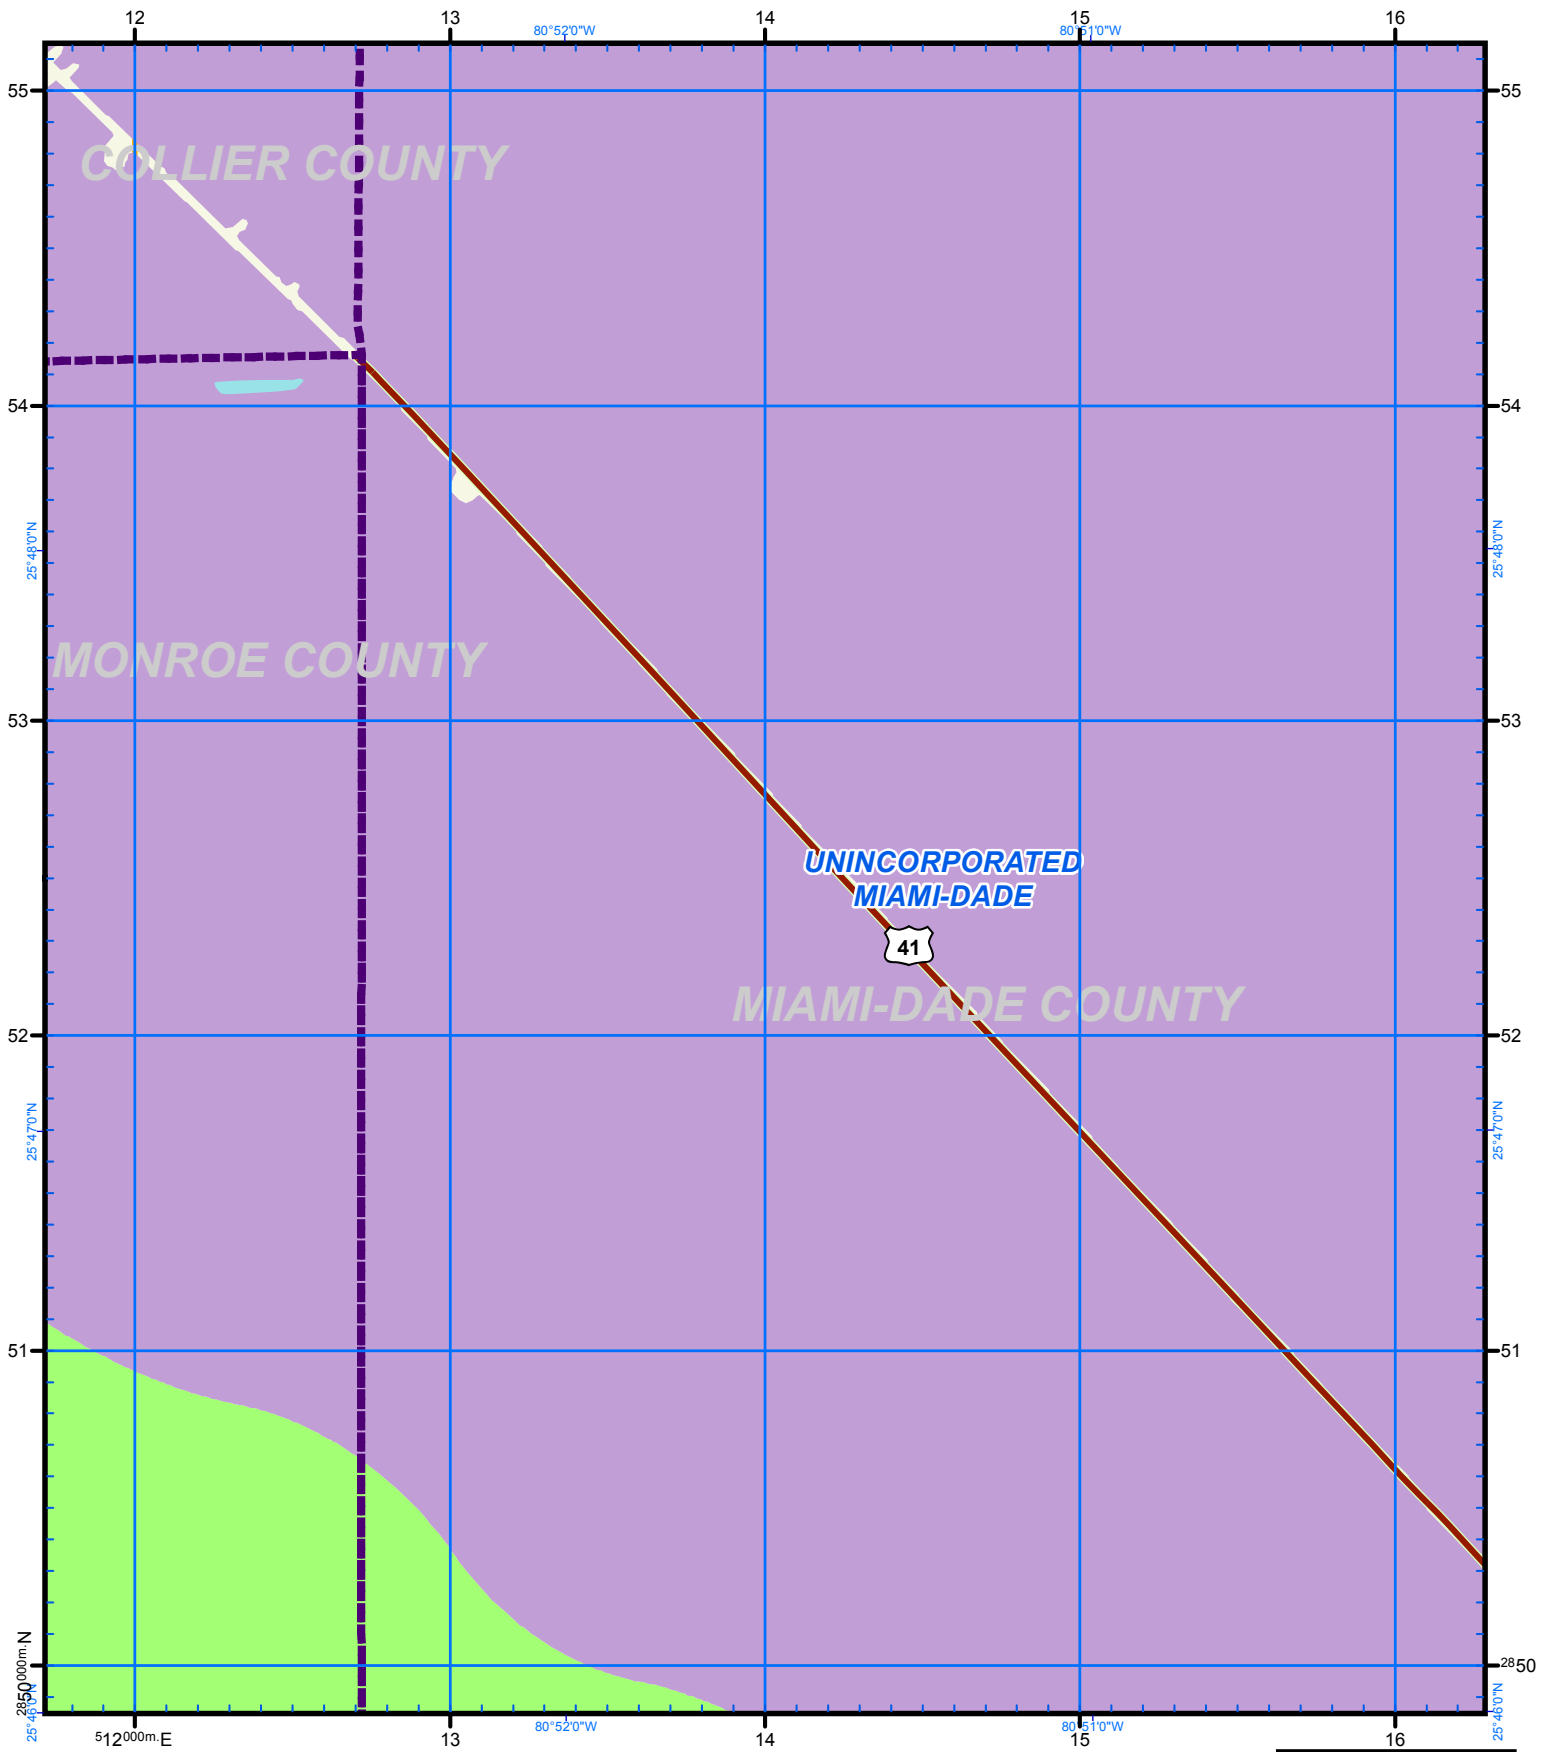 12 13 14 15 16
80°52'0"W 80°51'0"W
55 55
COLLIER COUNTY
54 54
25°48'0"N 25°48'0"N
MONROE COUNTY
53 53
UNINCORPORATED
MIAMI-DADE
41
MIAMI-DADE COUNTY
52 52
25°47'0"N 25°47'0"N
51 51
2850000m.N 2850
25°46'0"N 25°46'0"N
80°52'0"W 80°51'0"W
512000m.E 13 14 15 16